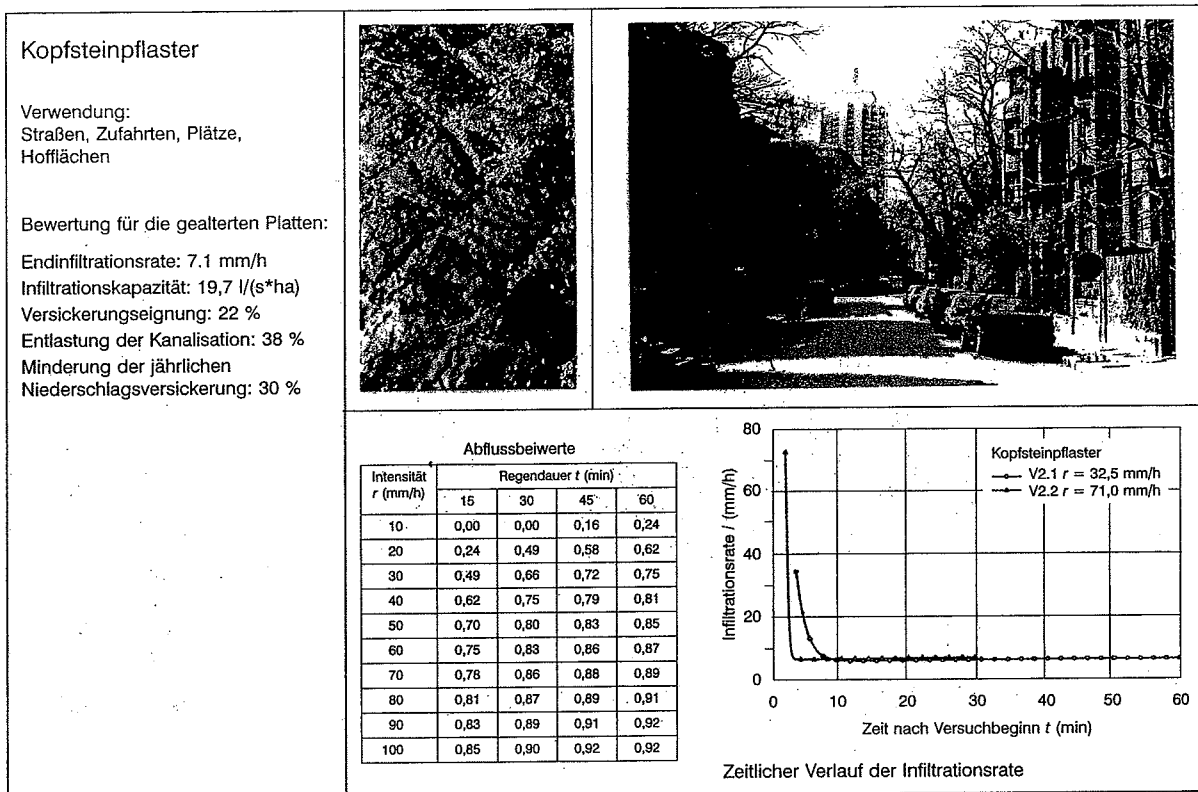 Kopfsteinpflaster
Verwendung:
Straßen, Zufahrten, Plätze,
Hofflächen
Bewertung für die gealterten Platten:
Endinfiltrationsrate: 7.1 mm/h
Infiltrationskapazität: 19,7 l/(s*ha)
Versickerungseignung: 22 %
Entlastung der Kanalisation: 38 %
Minderung der jährlichen
Niederschlagsversickerung: 30 %
Abflussbeiwerte
Intensität Regendauer t (min)
r (mm/h) 15 30 45 60
10 0,00 0,00 0,16 0,24
20 0,24 0,49 0,58 0,62
30 0,49 0,66 0,72 0,75
40 0,62 0,75 0,79 0,81
50 0,70 0,80 0,83 0,85
60 0,75 0,83 0,86 0,87
70 0,78 0,86 0,88 0,89
80 0,81 0,87 0,89 0,91
90 0,83 0,89 0,91 0,92
100 0,85 0,90 0,92 0,92
Infiltrationsrate I (mm/h)
80
60
40
20
0
Kopfsteinpflaster
V2.1 r = 32,5 mm/h
V2.2 r = 71,0 mm/h
0 10 20 30 40 50 60
Zeit nach Versuchbeginn t (min)
Zeitlicher Verlauf der Infiltrationsrate